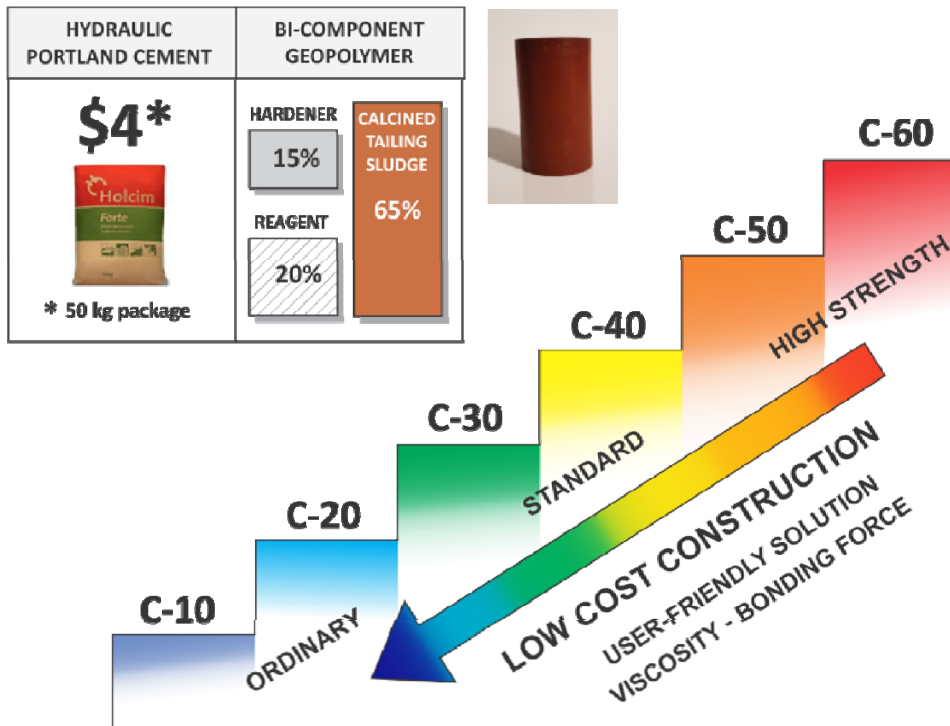 HYDRAULIC
PORTLAND CEMENT
BI-COMPONENT
GEOPOLYMER
$4*
Holcim
Forte
* 50 kg package
HARDENER
15%
REAGENT
20%
CALCINED
TAILING
SLUDGE
65%
C-60
C-50
C-40
C-30
C-20
C-10
HIGH STRENGTH
STANDARD
ORDINARY
LOW COST CONSTRUCTION
USER-FRIENDLY SOLUTION
VISCOSITY - BONDING FORCE